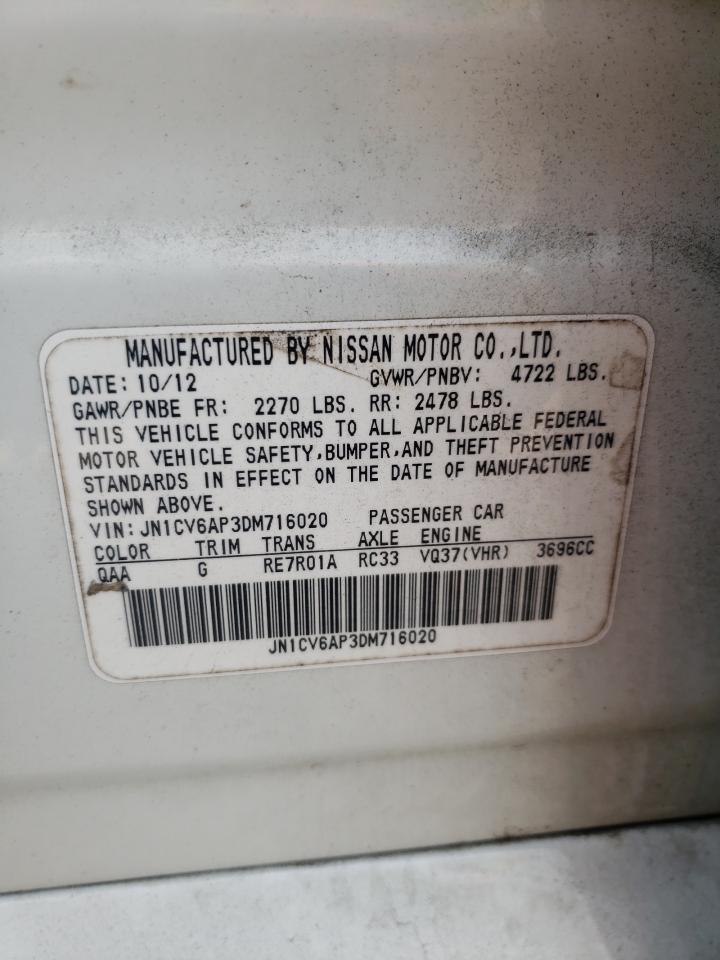 MANUFACTURED BY NISSAN MOTOR CO.,LTD.
DATE: 10/12 GVWR/PNBV: 4722 LBS.
GAWR/PNBE FR: 2270 LBS. RR: 2478 LBS.
THIS VEHICLE CONFORMS TO ALL APPLICABLE FEDERAL
MOTOR VEHICLE SAFETY,BUMPER,AND THEFT PREVENTION
STANDARDS IN EFFECT ON THE DATE OF MANUFACTURE
SHOWN ABOVE.
VIN: JN1CV6AP3DM716020 PASSENGER CAR
COLOR TRIM TRANS AXLE ENGINE
QAA G RE7R01A RC33 VQ37(VHR) 3696CC
JN1CV6AP3DM716020